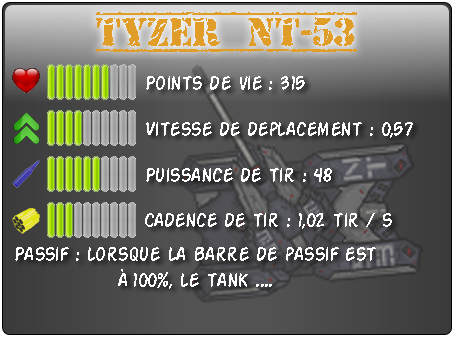 TYZER NT-53
POINTS DE VIE : 315
VITESSE DE DEPLACEMENT : 0,57
PUISSANCE DE TIR : 48
CADENCE DE TIR : 1,02 TIR / S
PASSIF : LORSQUE LA BARRE DE PASSIF EST
À 100%, LE TANK ....